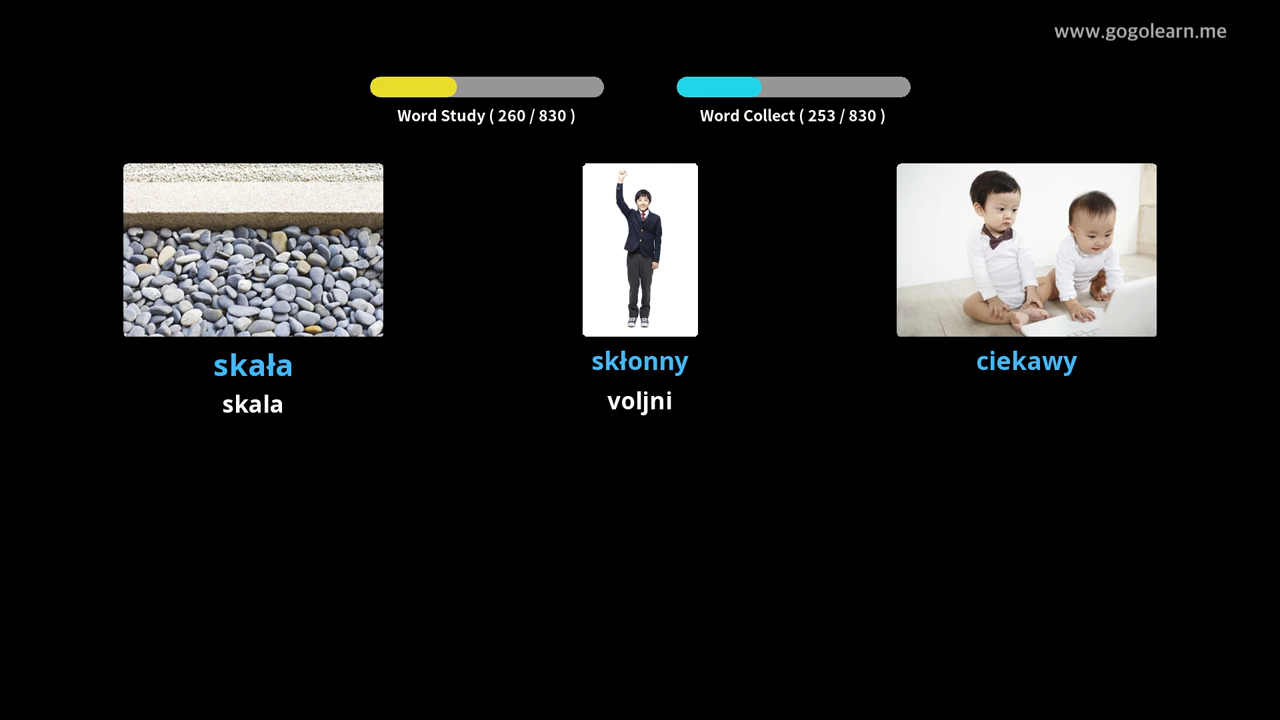 www.gogolearn.me
Word Study ( 260 / 830 )
Word Collect ( 253 / 830 )
skała
skala
skłonny
voljni
ciekawy